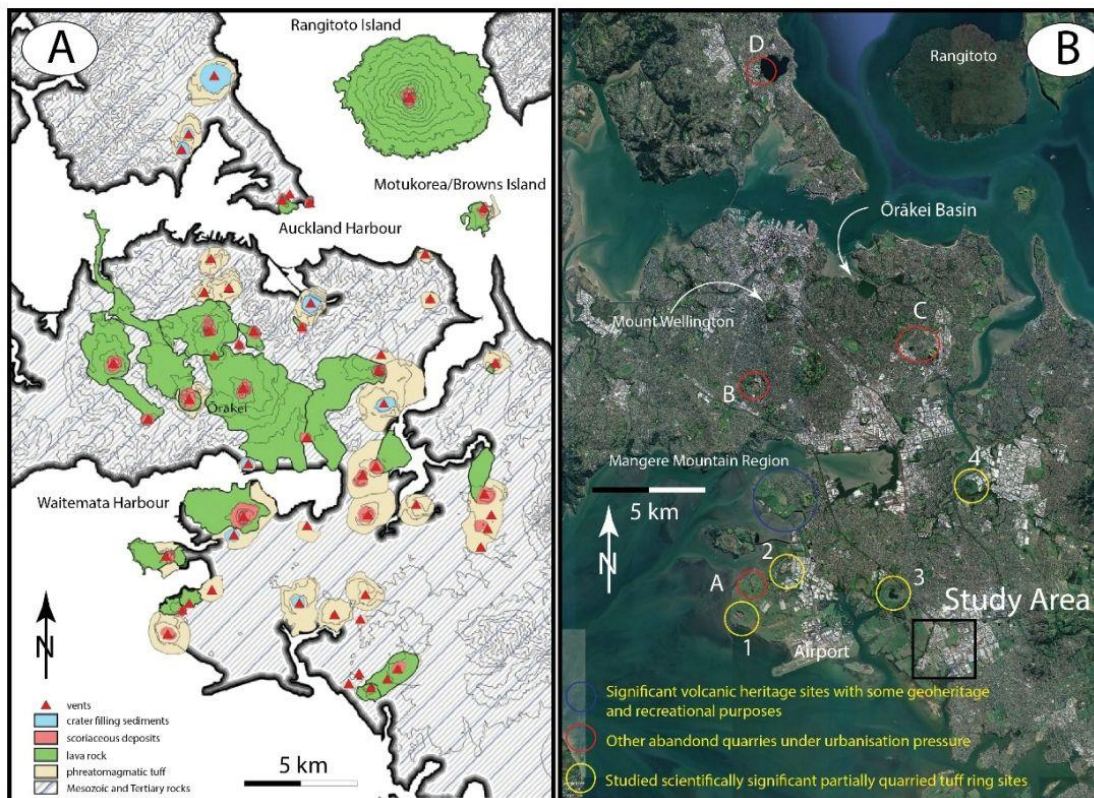 A
Rangitoto Island
Motukorea/Browns Island
Auckland Harbour
Ōrākei
Waitemata Harbour
N
vents
crater filling sediments
scoriaceous deposits
lava rock
phreatomagmatic tuff
Mesozoic and Tertiary rocks
5 km
B
D
Rangitoto
Ōrākei Basin
C
Mount Wellington
B
Mangere Mountain Region
4
5 km
N
2
A
3
1
Study Area
Airport
Significant volcanic heritage sites with some geoheritage
and recreational purposes
Other abandond quarries under urbanisation pressure
Studied scientifically significant partially quarried tuff ring sites